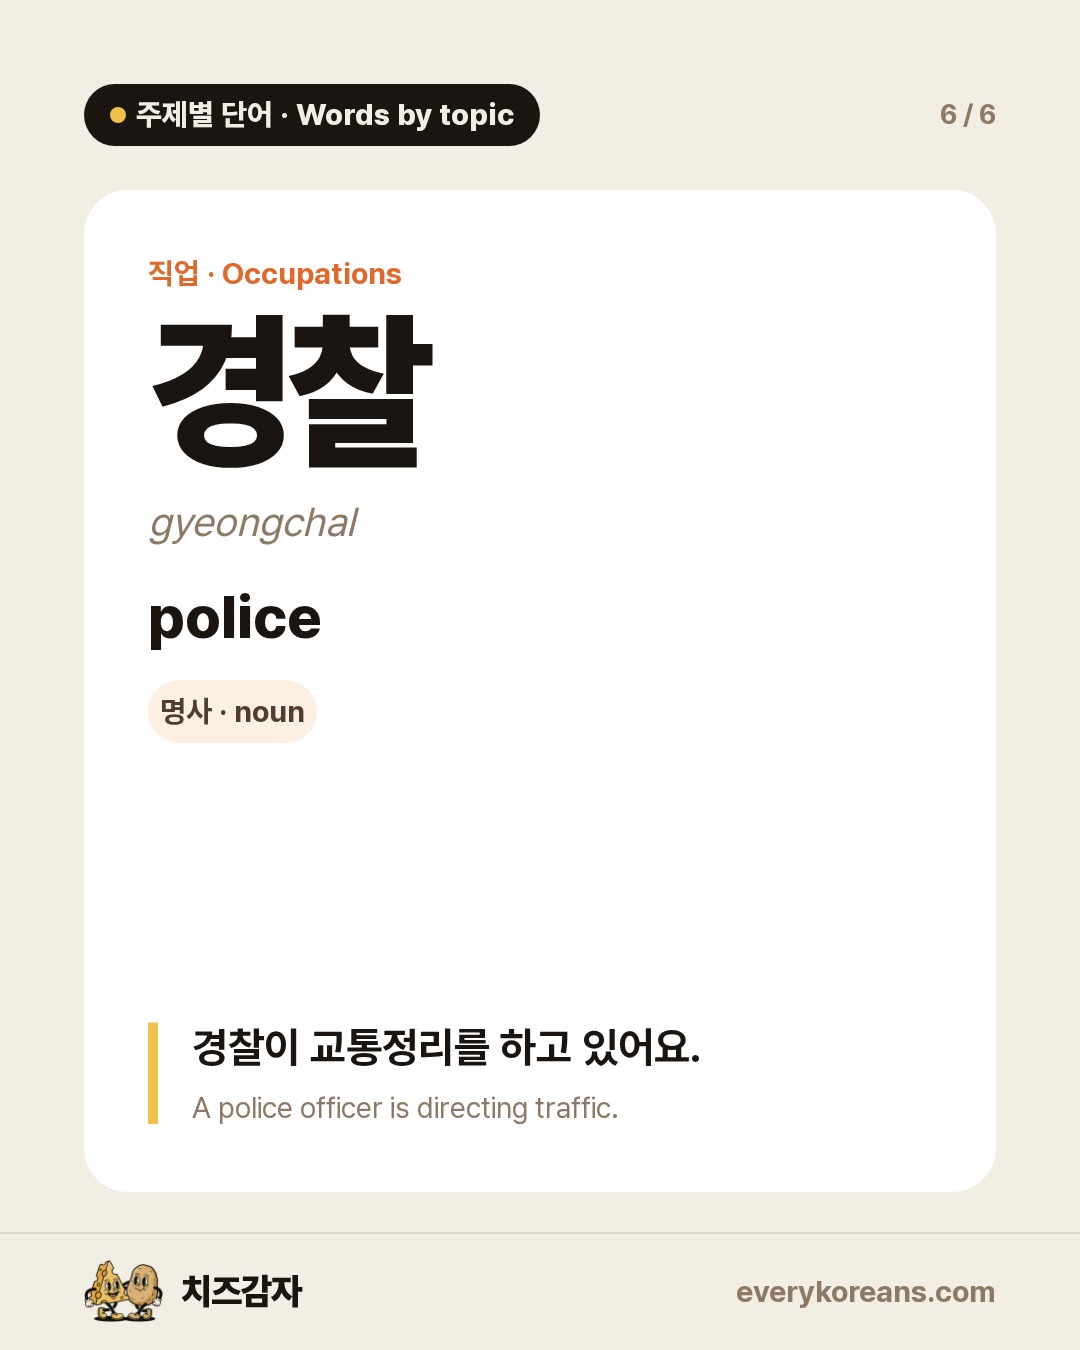 주제별 단어 · Words by topic
6 / 6
직업 · Occupations
경찰
gyeongchal
police
명사 · noun
경찰이 교통정리를 하고 있어요.
A police officer is directing traffic.
치즈감자
everykoreans.com